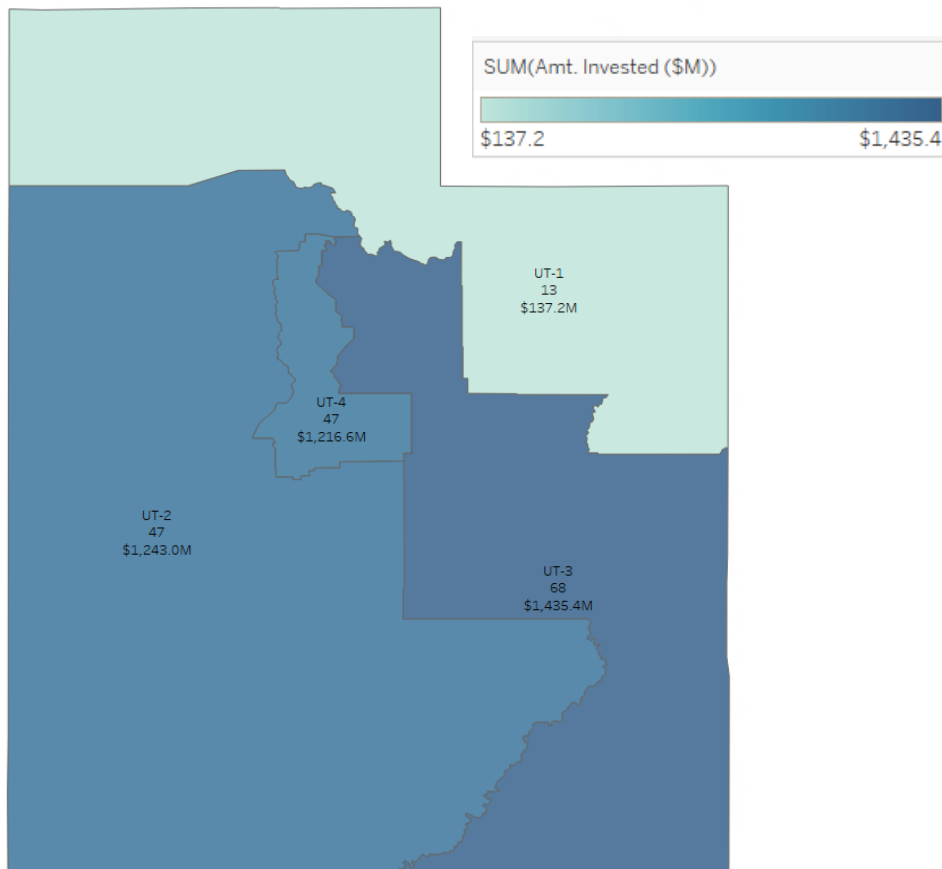 SUM(Amt. Invested ($M))
$137.2 $1,435.4
UT-1
13
$137.2M
UT-4
47
$1,216.6M
UT-2
47
$1,243.0M
UT-3
68
$1,435.4M